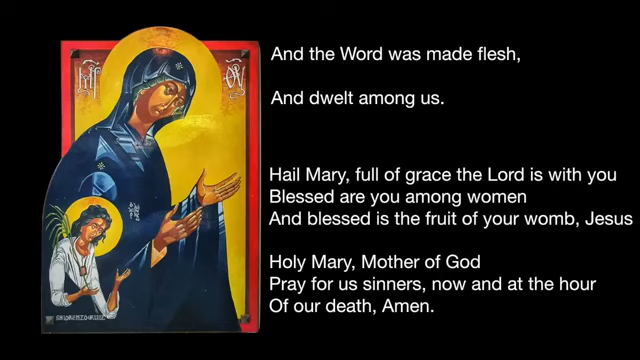 And the Word was made flesh,
And dwelt among us.
Hail Mary, full of grace the Lord is with you
Blessed are you among women
And blessed is the fruit of your womb, Jesus
Holy Mary, Mother of God
Pray for us sinners, now and at the hour
Of our death, Amen.